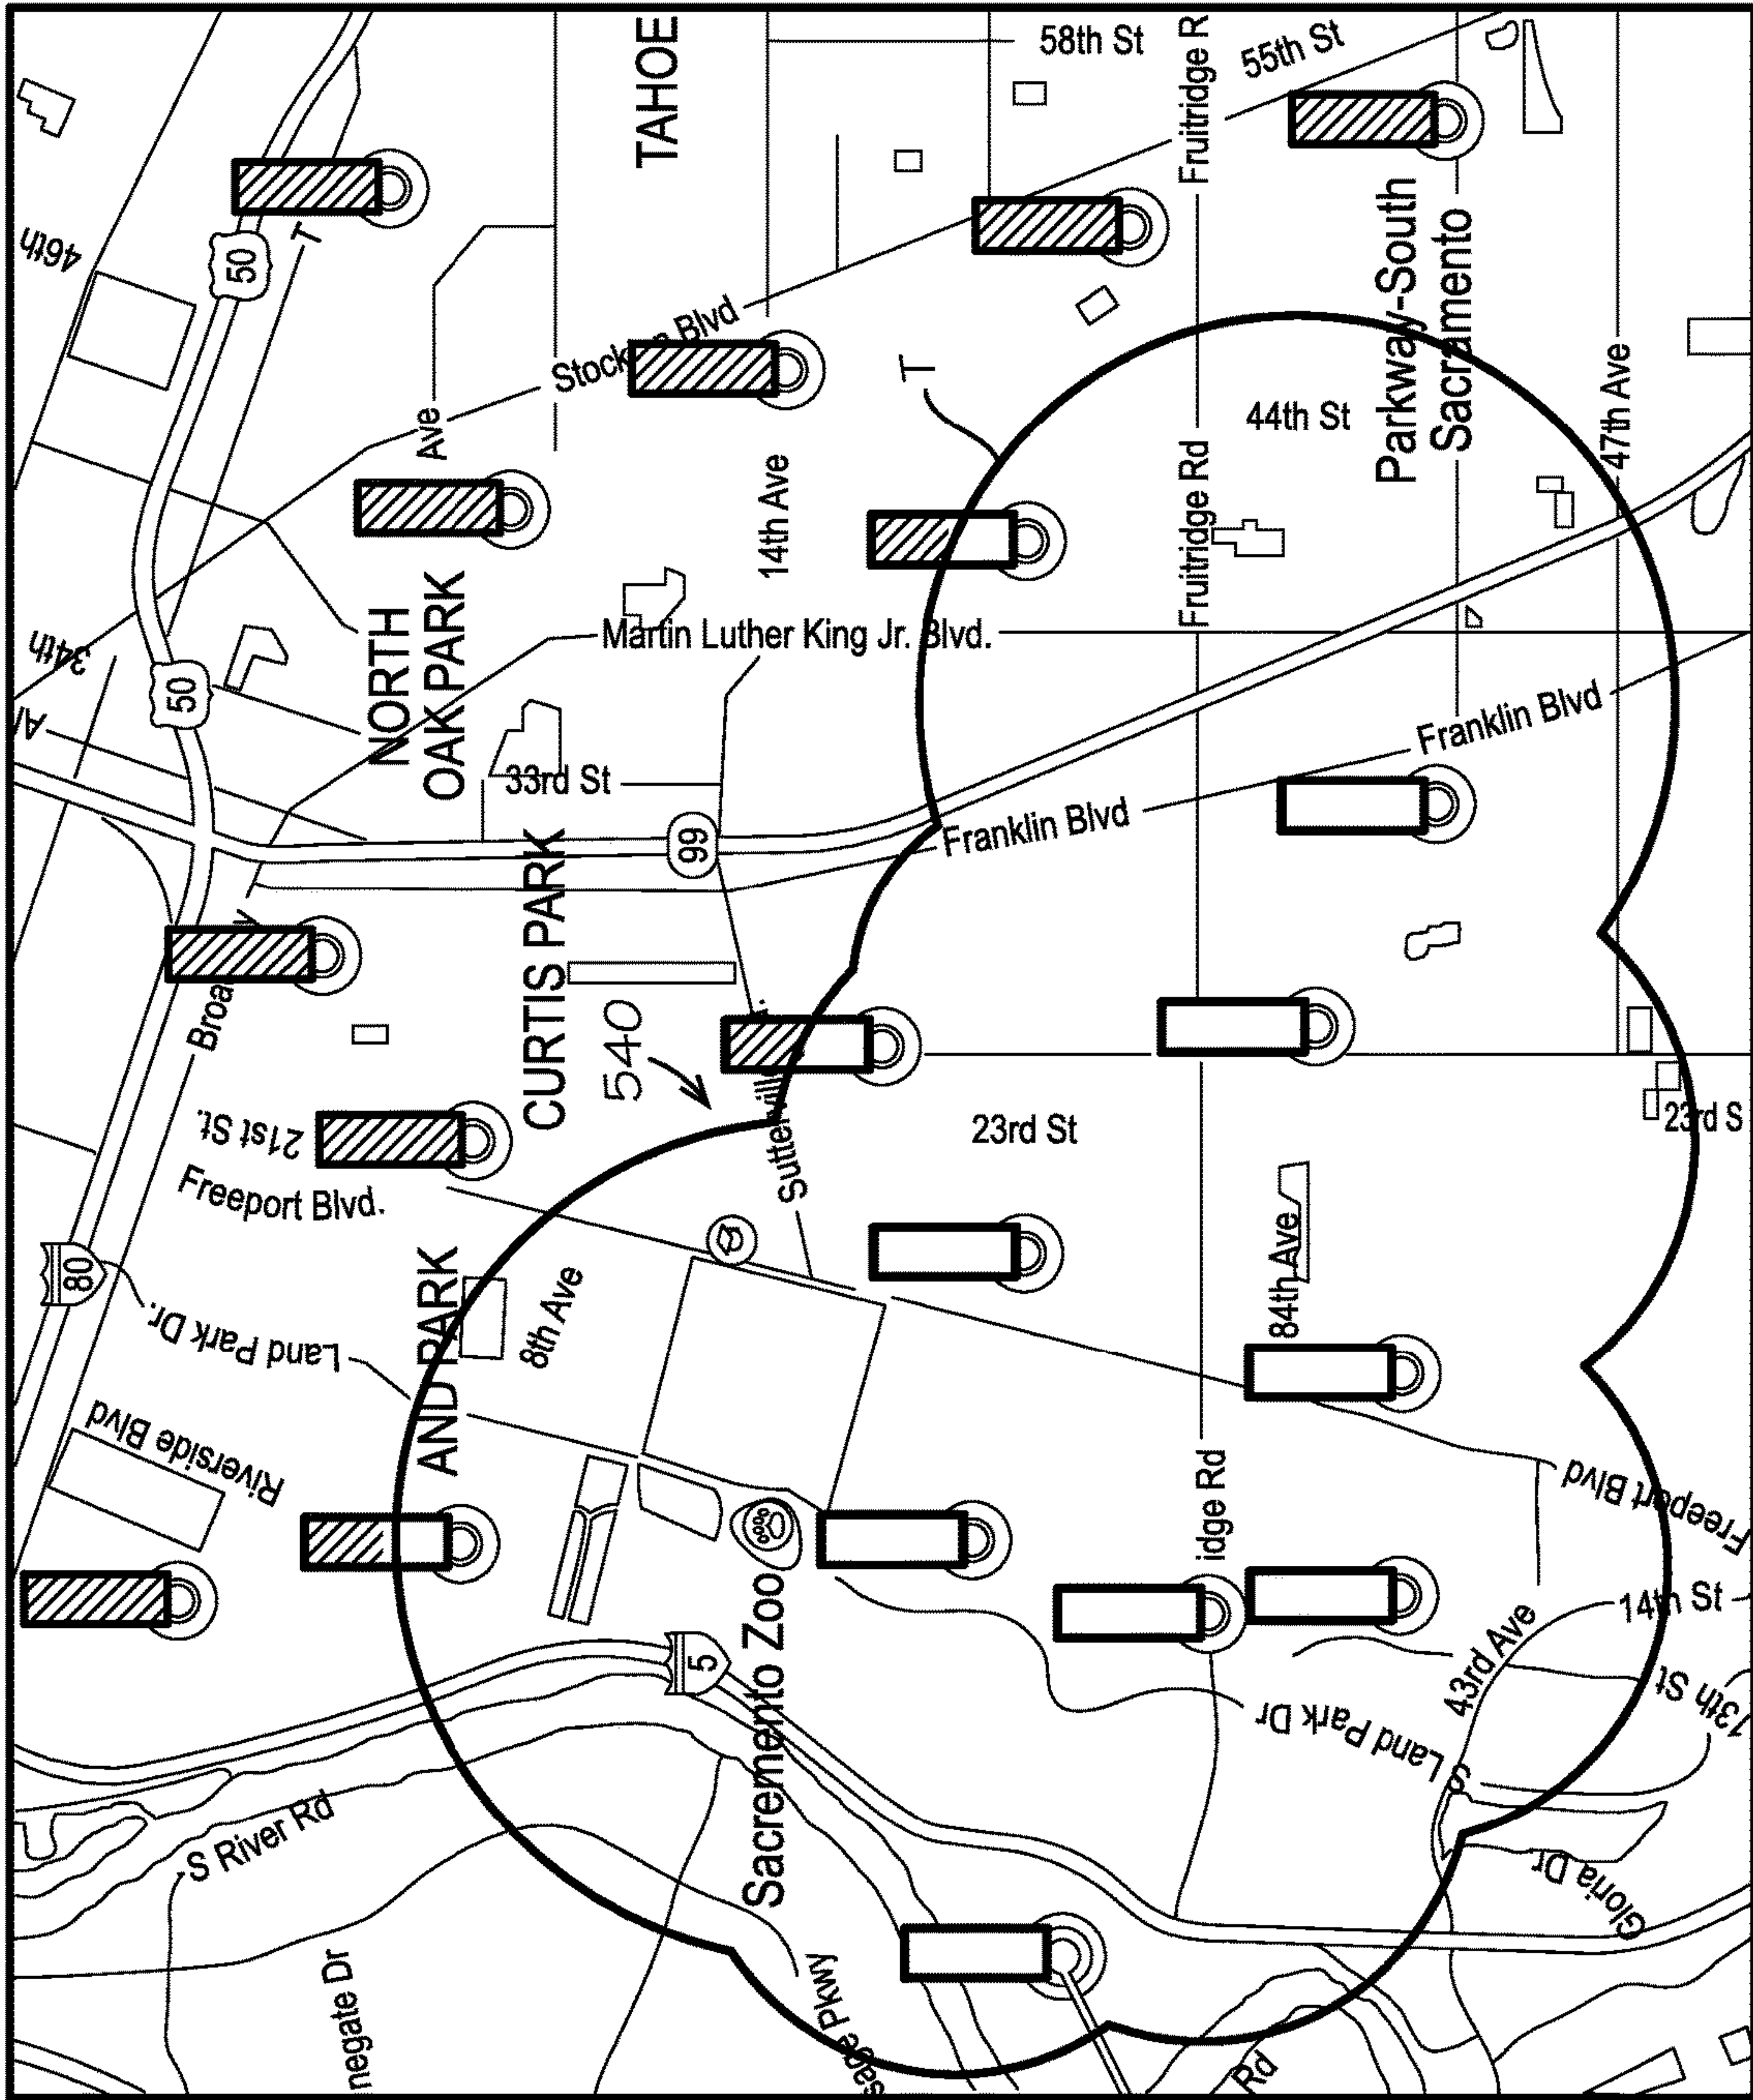 58th St
55th St
Fruitridge R
TAHOE
46th
50
T
Parkway-South
Sacramento
Blvd
T
44th St
47th Ave
Ave
14th Ave
Fruitridge Rd
34th
NORTH
OAK PARK
Martin Luther King Jr. Blvd.
50
Franklin Blvd
33rd St
99
Franklin Blvd
CURTIS PARK
540
21st St.
23rd St
23rd S
Freeport Blvd.
80
84th Ave
8th Ave
Land Park Dr.
AND PARK
Riverside Blvd
idge Rd
Freeport Blvd
14th St
13th St
43rd Ave
5
Sacremento Zoo
S Land Park Dr
S River Rd
Gloria Dr
negate Dr
Pkwy
Rd